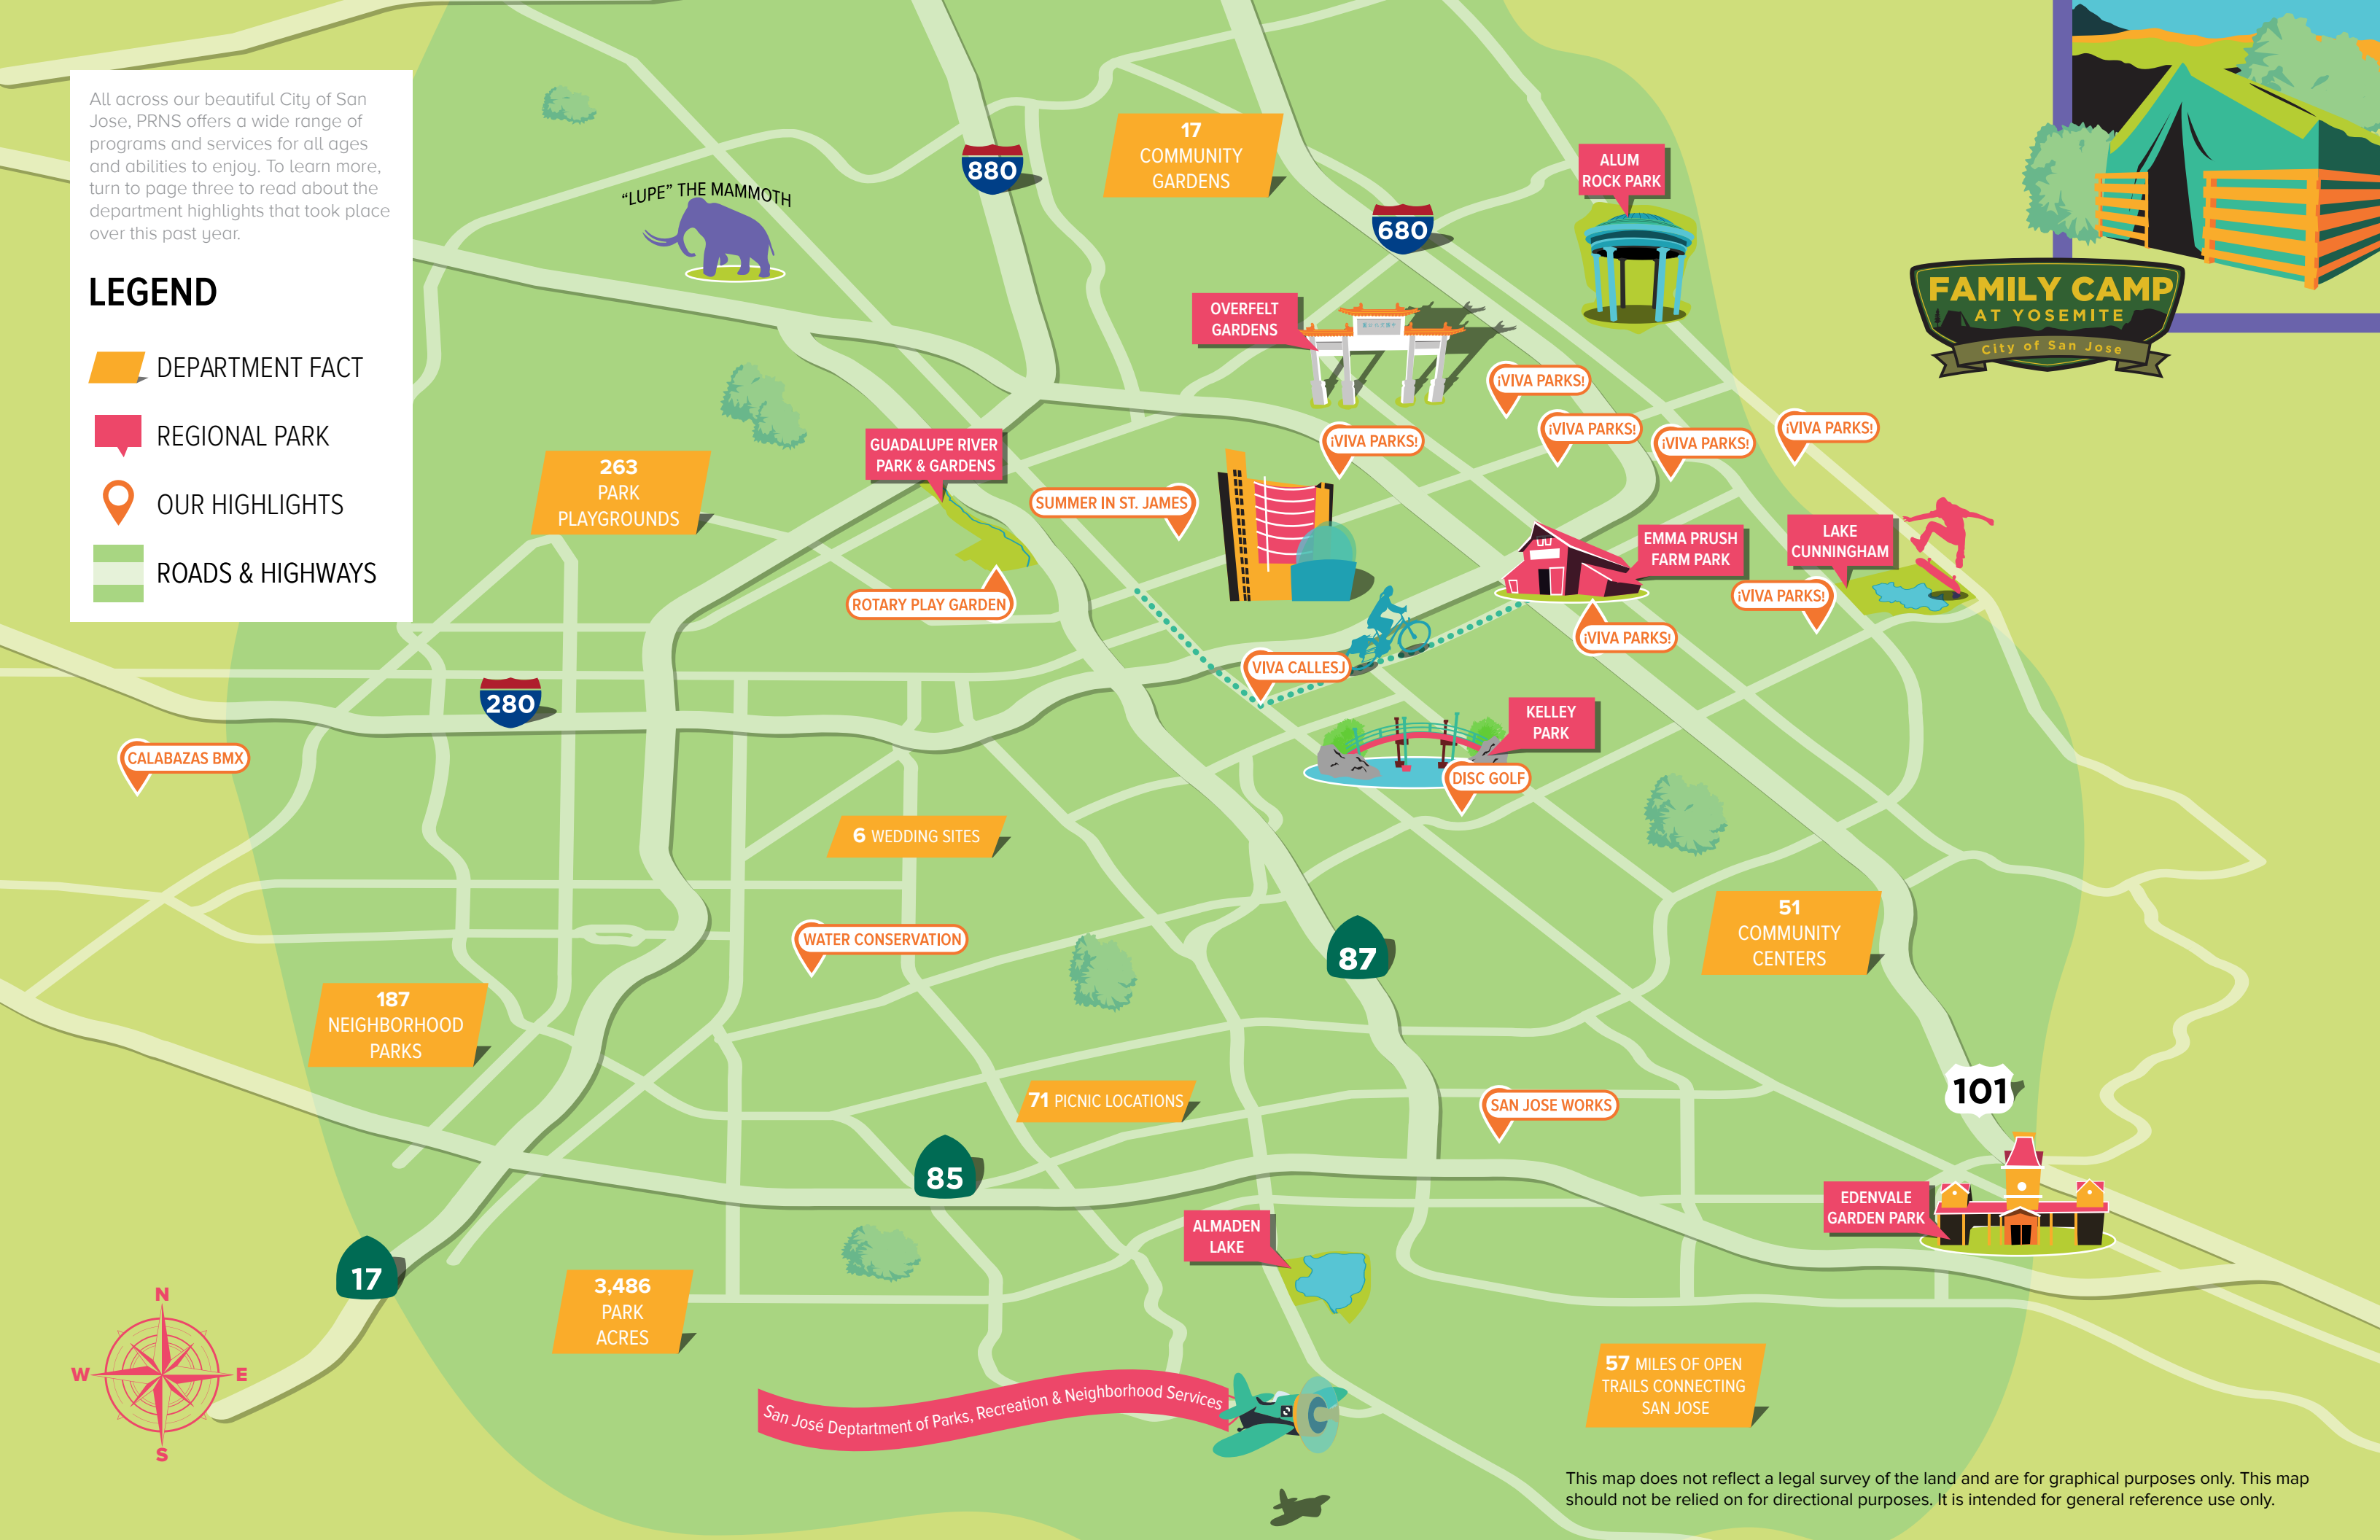 All across our beautiful City of San
Jose, PRNS offers a wide range of
programs and services for all ages
and abilities to enjoy. To learn more,
turn to page three to read about the
department highlights that took place
over this past year.
LEGEND
DEPARTMENT FACT
REGIONAL PARK
OUR HIGHLIGHTS
ROADS & HIGHWAYS
"LUPE" THE MAMMOTH
880
17
COMMUNITY
GARDENS
680
ALUM
ROCK PARK
FAMILY CAMP
AT YOSEMITE
City of San Jose
OVERFELT
GARDENS
¡VIVA PARKS!
¡VIVA PARKS!
¡VIVA PARKS!
¡VIVA PARKS!
¡VIVA PARKS!
GUADALUPE RIVER
PARK & GARDENS
263
PARK
PLAYGROUNDS
SUMMER IN ST. JAMES
EMMA PRUSH
FARM PARK
LAKE
CUNNINGHAM
¡VIVA PARKS!
ROTARY PLAY GARDEN
¡VIVA PARKS!
VIVA CALLESJ
280
KELLEY
PARK
CALABAZAS BMX
DISC GOLF
6 WEDDING SITES
WATER CONSERVATION
87
51
COMMUNITY
CENTERS
187
NEIGHBORHOOD
PARKS
71 PICNIC LOCATIONS
SAN JOSE WORKS
101
85
EDENVALE
GARDEN PARK
ALMADEN
LAKE
17
3,486
PARK
ACRES
N
W
E
S
57 MILES OF OPEN
TRAILS CONNECTING
SAN JOSE
San José Deptartment of Parks, Recreation & Neighborhood Services
This map does not reflect a legal survey of the land and are for graphical purposes only. This map
should not be relied on for directional purposes. It is intended for general reference use only.